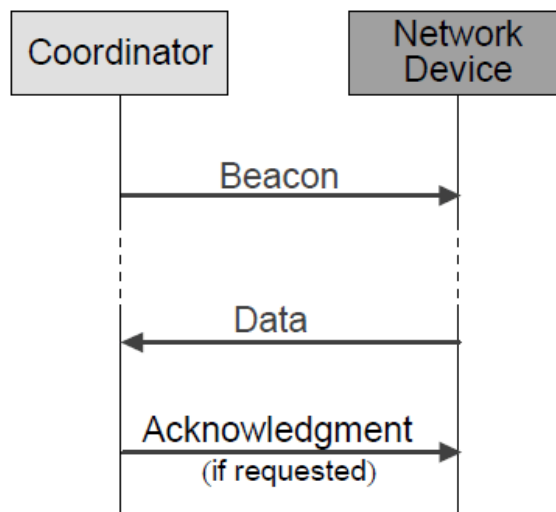 Coordinator
Network
Device
Beacon
Data
Acknowledgment
(if requested)